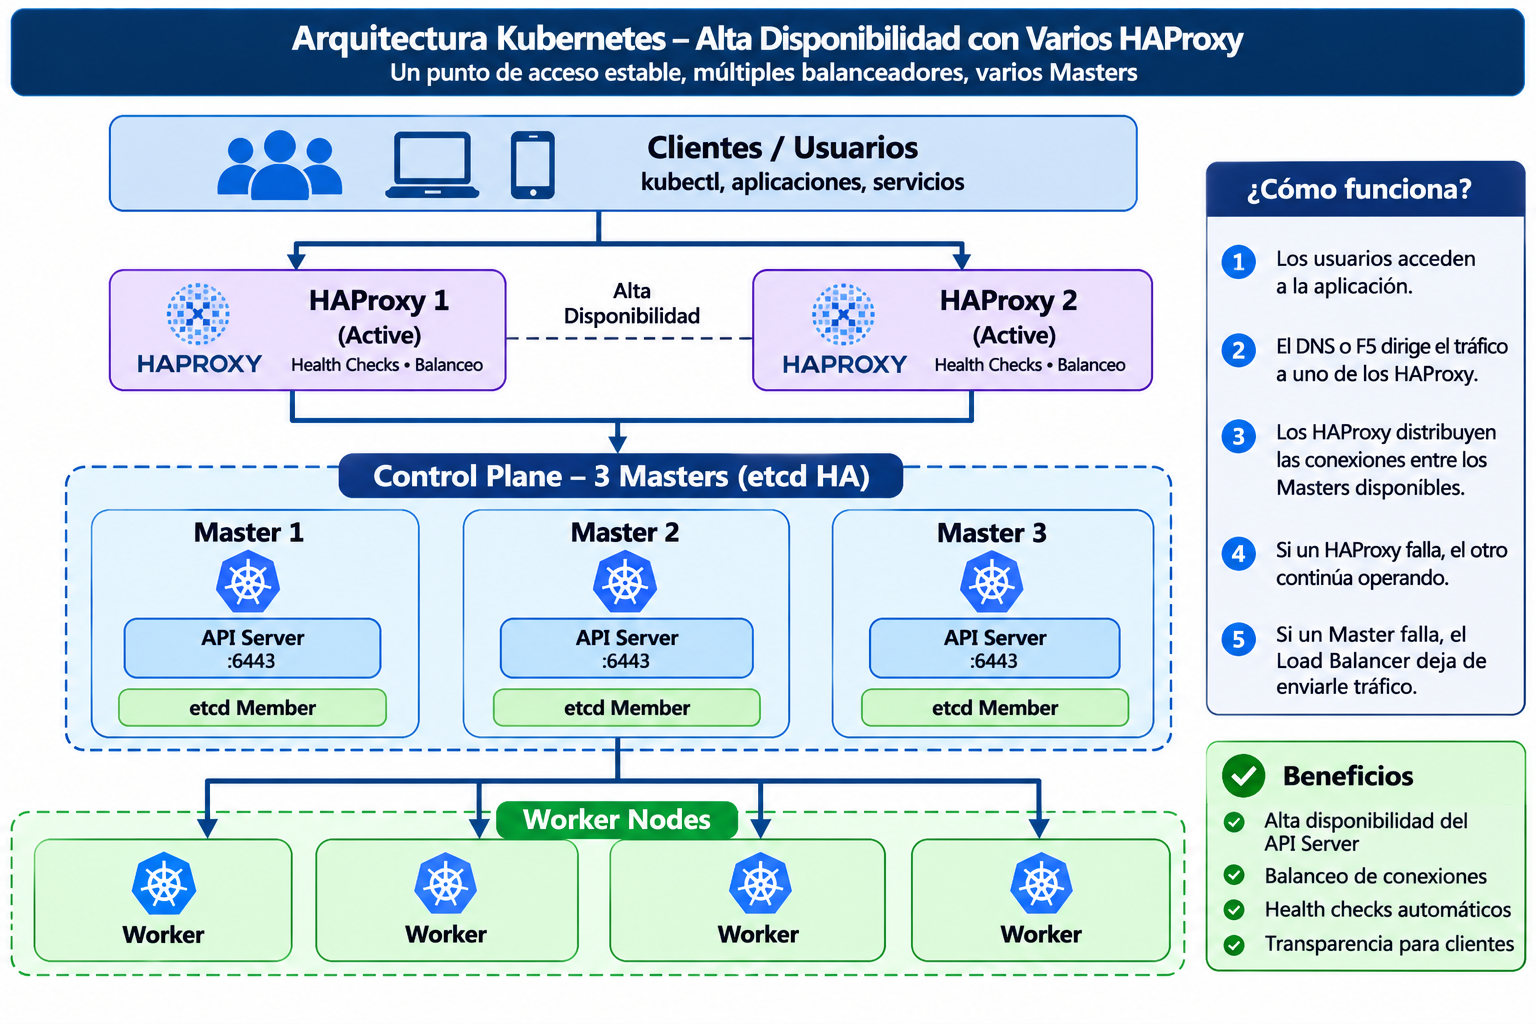 Arquitectura Kubernetes – Alta Disponibilidad con Varios HAProxy
Un punto de acceso estable, múltiples balanceadores, varios Masters
Clientes / Usuarios
kubectl, aplicaciones, servicios
HAProxy 1
(Active)
Health Checks • Balanceo
HAPROXY
Alta
Disponibilidad
HAProxy 2
(Active)
Health Checks • Balanceo
HAPROXY
Control Plane – 3 Masters (etcd HA)
Master 1
API Server
:6443
etcd Member
Master 2
API Server
:6443
etcd Member
Master 3
API Server
:6443
etcd Member
Worker Nodes
Worker
Worker
Worker
Worker
¿Cómo funciona?
1 Los usuarios acceden
a la aplicación.
2 El DNS o F5 dirige el tráfico
a uno de los HAProxy.
3 Los HAProxy distribuyen
las conexiones entre los
Masters disponibles.
4 Si un HAProxy falla, el otro
continúa operando.
5 Si un Master falla, el
Load Balancer deja de
enviarle tráfico.
Beneficios
Alta disponibilidad del
API Server
Balanceo de conexiones
Health checks automáticos
Transparencia para clientes